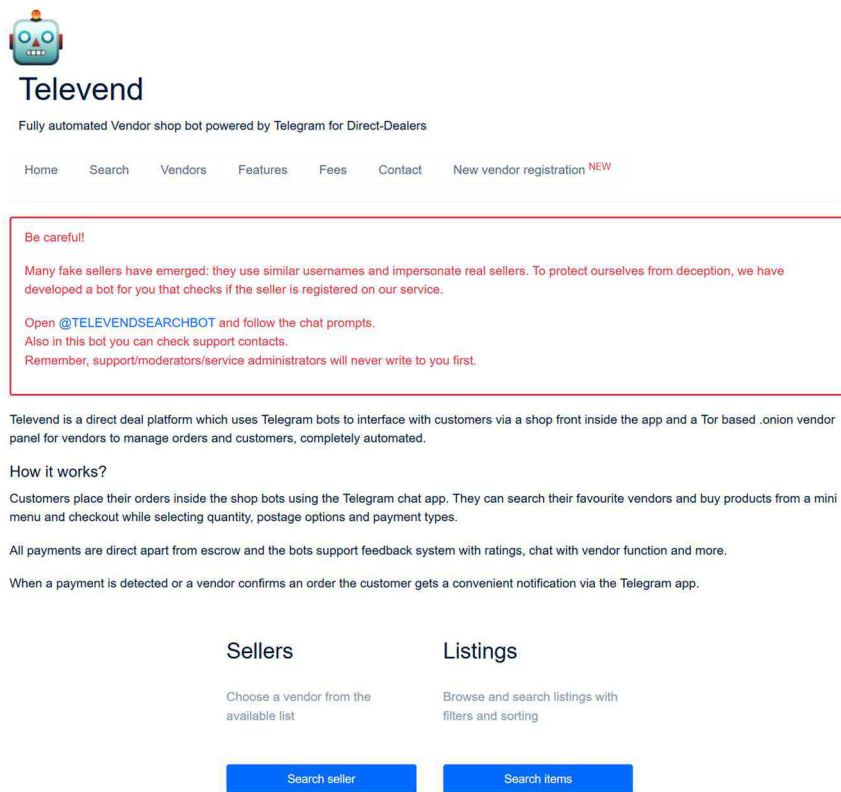 Televend
Fully automated Vendor shop bot powered by Telegram for Direct-Dealers
Home Search Vendors Features Fees Contact New vendor registration NEW
Be careful!
Many fake sellers have emerged: they use similar usernames and impersonate real sellers. To protect ourselves from deception, we have
developed a bot for you that checks if the seller is registered on our service.
Open @TELEVENDSEARCHBOT and follow the chat prompts.
Also in this bot you can check support contacts.
Remember, support/moderators/service administrators will never write to you first.
Televend is a direct deal platform which uses Telegram bots to interface with customers via a shop front inside the app and a Tor based .onion vendor
panel for vendors to manage orders and customers, completely automated.
How it works?
Customers place their orders inside the shop bots using the Telegram chat app. They can search their favourite vendors and buy products from a mini
menu and checkout while selecting quantity, postage options and payment types.
All payments are direct apart from escrow and the bots support feedback system with ratings, chat with vendor function and more.
When a payment is detected or a vendor confirms an order the customer gets a convenient notification via the Telegram app.
Sellers
Choose a vendor from the
available list
Search seller
Listings
Browse and search listings with
filters and sorting
Search items